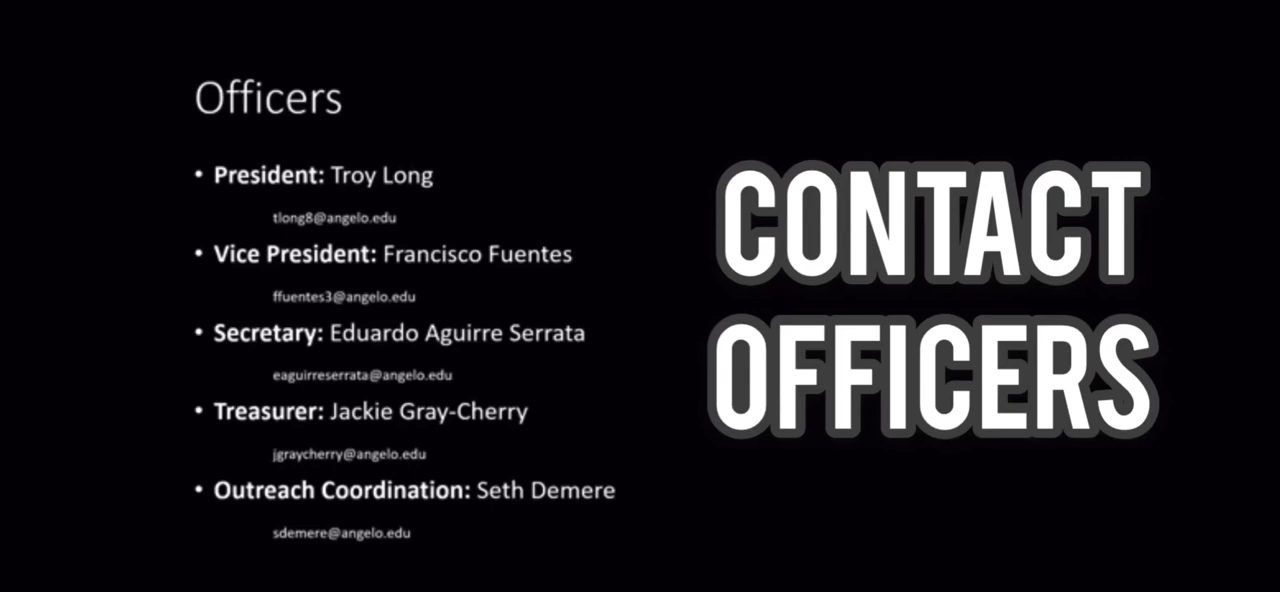 Officers
• President: Troy Long
tlong8@angelo.edu
• Vice President: Francisco Fuentes
ffuentes3@angelo.edu
• Secretary: Eduardo Aguirre Serrata
eaguirreserrata@angelo.edu
• Treasurer: Jackie Gray-Cherry
jgraycherry@angelo.edu
• Outreach Coordination: Seth Demere
sdemere@angelo.edu
CONTACT
OFFICERS